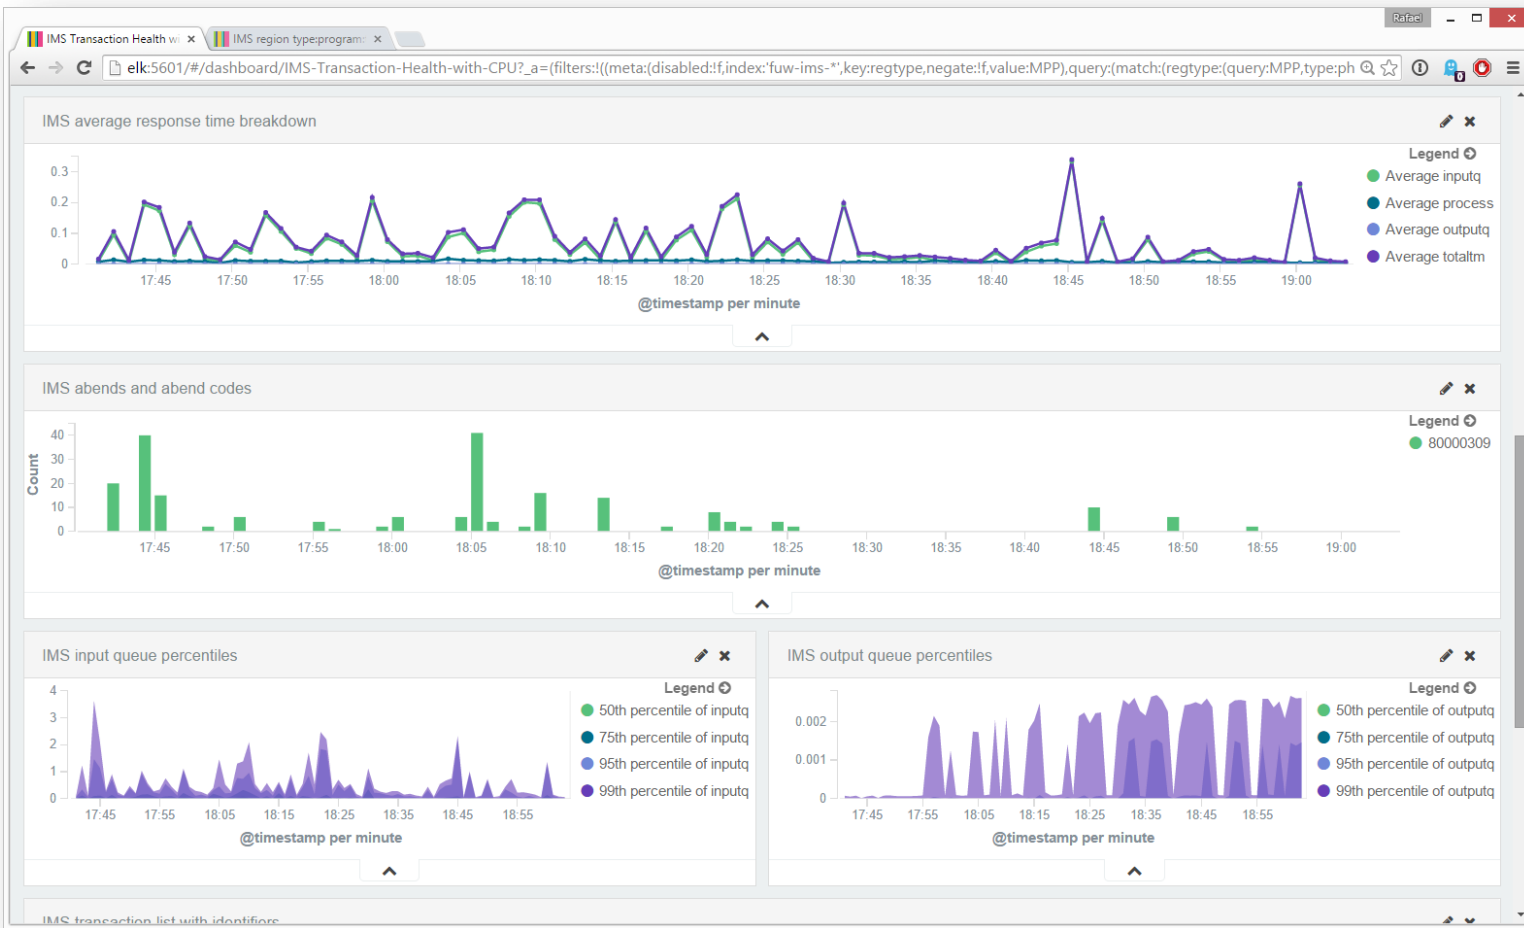 Rafael
IMS Transaction Health wi
IMS region type:program:
elk:5601/#/dashboard/IMS-Transaction-Health-with-CPU?_a=(filters:!((meta:(disabled:!f,index:'fuw-ims-*',key:regtype,negate:!f,value:MPP),query:(match:(regtype:(query:MPP,type:ph
0
IMS average response time breakdown
Legend
0.3
0.2
0.1
0
Average inputq
Average process
Average outputq
Average totaltm
17:45 17:50 17:55 18:00 18:05 18:10 18:15 18:20 18:25 18:30 18:35 18:40 18:45 18:50 18:55 19:00
@timestamp per minute
IMS abends and abend codes
Legend
80000309
Count
40
30
20
10
0
17:45 17:50 17:55 18:00 18:05 18:10 18:15 18:20 18:25 18:30 18:35 18:40 18:45 18:50 18:55 19:00
@timestamp per minute
IMS input queue percentiles
Legend
4
3
2
1
0
50th percentile of inputq
75th percentile of inputq
95th percentile of inputq
99th percentile of inputq
17:45 17:55 18:05 18:15 18:25 18:35 18:45 18:55
@timestamp per minute
IMS output queue percentiles
Legend
0.002
0.001
0
50th percentile of outputq
75th percentile of outputq
95th percentile of outputq
99th percentile of outputq
17:45 17:55 18:05 18:15 18:25 18:35 18:45 18:55
@timestamp per minute
IMS transaction list with identifiers